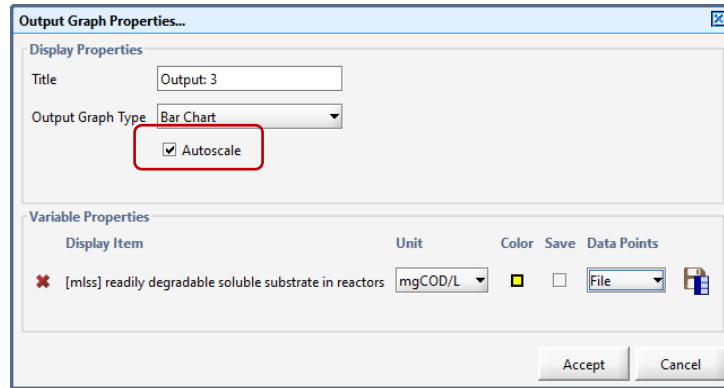 Output Graph Properties...
Display Properties
Title Output: 3
Output Graph Type Bar Chart
Autoscale
Variable Properties
Display Item Unit Color Save Data Points
[mlss] readily degradable soluble substrate in reactors mgCOD/L File
Accept Cancel